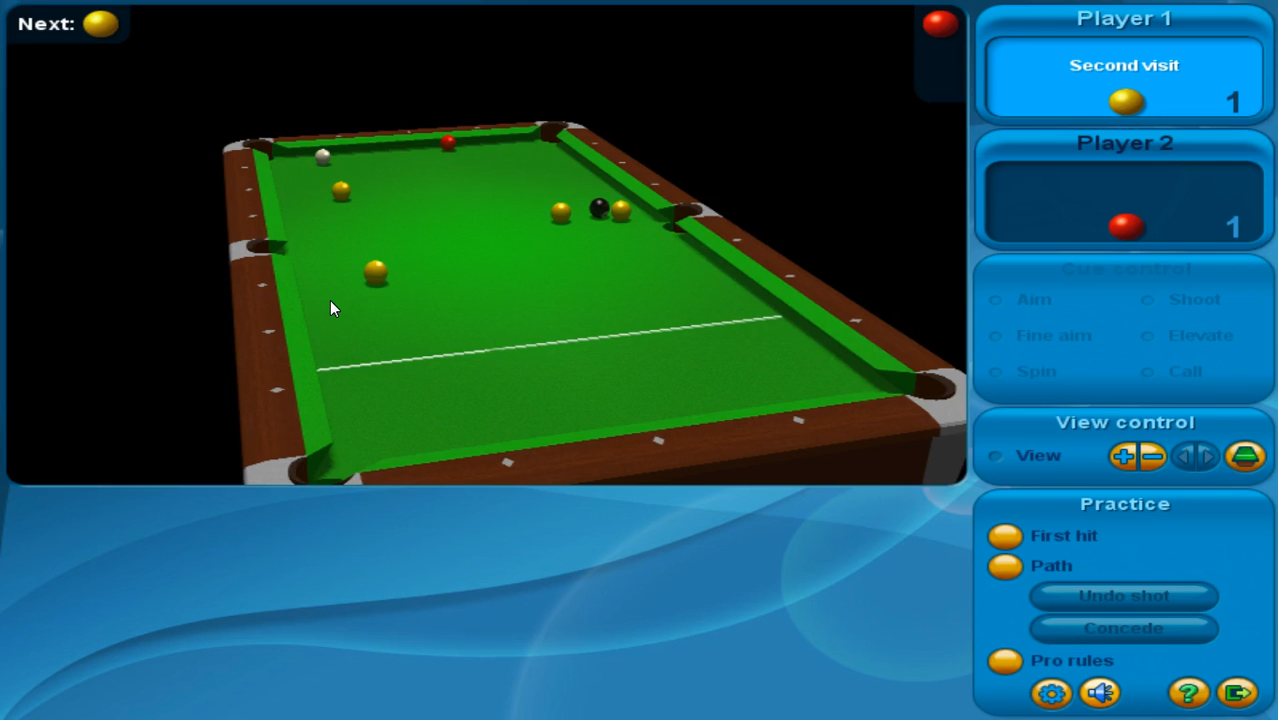 Next:
Player 1
Second visit
1
Player 2
1
Cue control
Aim
Shoot
Fine aim
Elevate
Spin
Call
View control
View
Practice
First hit
Path
Undo shot
Concede
Pro rules
?